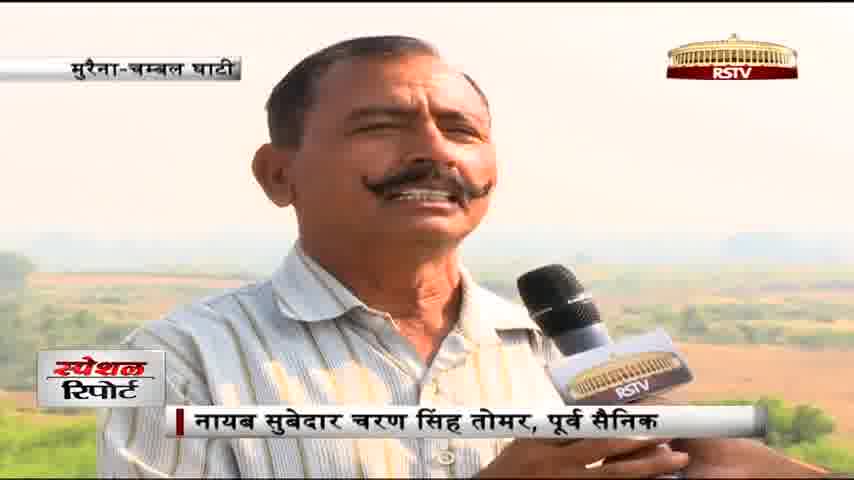 मुरैना-चम्बल घाटी
RSTV
स्पेशल
रिपोर्ट
RSTV
नायब सुबेदार चरण सिंह तोमर, पूर्व सैनिक